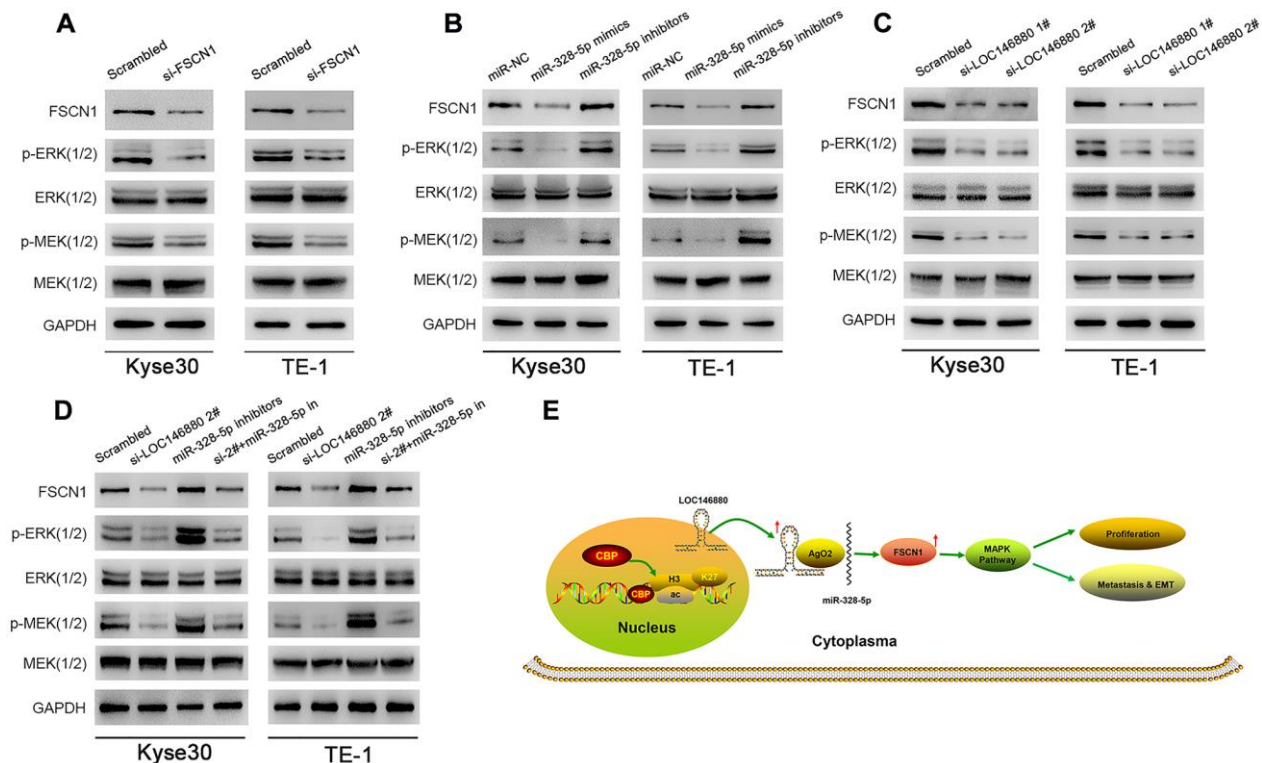 A
Scrambled
si-FSCN1
Scrambled
si-FSCN1
FSCN1
p-ERK(1/2)
ERK(1/2)
p-MEK(1/2)
MEK(1/2)
GAPDH
Kyse30
TE-1
B
miR-NC
miR-328-5p mimics
miR-328-5p inhibitors
miR-NC
miR-328-5p mimics
miR-328-5p inhibitors
FSCN1
p-ERK(1/2)
ERK(1/2)
p-MEK(1/2)
MEK(1/2)
GAPDH
Kyse30
TE-1
C
Scrambled
si-LOC146880 1#
si-LOC146880 2#
Scrambled
si-LOC146880 1#
si-LOC146880 2#
FSCN1
p-ERK(1/2)
ERK(1/2)
p-MEK(1/2)
MEK(1/2)
GAPDH
Kyse30
TE-1
D
Scrambled
si-LOC146880 2#
miR-328-5p inhibitors
si-2#+miR-328-5p in
Scrambled
si-LOC146880 2#
miR-328-5p inhibitors
si-2#+miR-328-5p in
FSCN1
p-ERK(1/2)
ERK(1/2)
p-MEK(1/2)
MEK(1/2)
GAPDH
Kyse30
TE-1
E
LOC146880
CBP
H3
K27
CBP
ac
Nucleus
AgO2
miR-328-5p
FSCN1
MAPK
Pathway
Profiferation
Metastasis & EMT
Cytoplasma